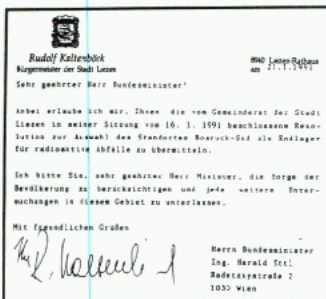 Rudolf Kaltenböck
Bürgermeister der Stadt Liezen
8940 Liezen-Rathaus
am 21.1.1991
Sehr geehrter Herr Bundesminister!
Anbei erlaube ich mir, Ihnen die vom Gemeinderat der Stadt
Liezen in seiner Sitzung vom 16. 1. 1991 beschlossene Reso-
lution zur Auswahl des Standortes Bosruck-Süd als Endlager
für radioaktive Abfälle zu übermitteln.
Ich bitte Sie, sehr geehrter Herr Minister, die Sorge der
Bevölkerung zu berücksichtigen und jede weitere Unter-
suchungen in diesem Gebiet zu unterlassen.
Mit freundlichen Grüßen
Herrn Bundesminister
Ing. Harald Ettl
Radetzkystraße 2
1032 Wien